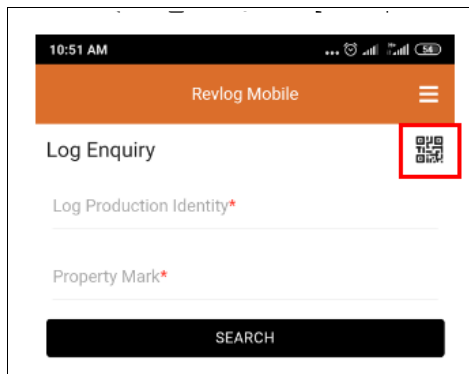 10:51 AM
54
Revlog Mobile
Log Enquiry
Log Production Identity*
Property Mark*
SEARCH